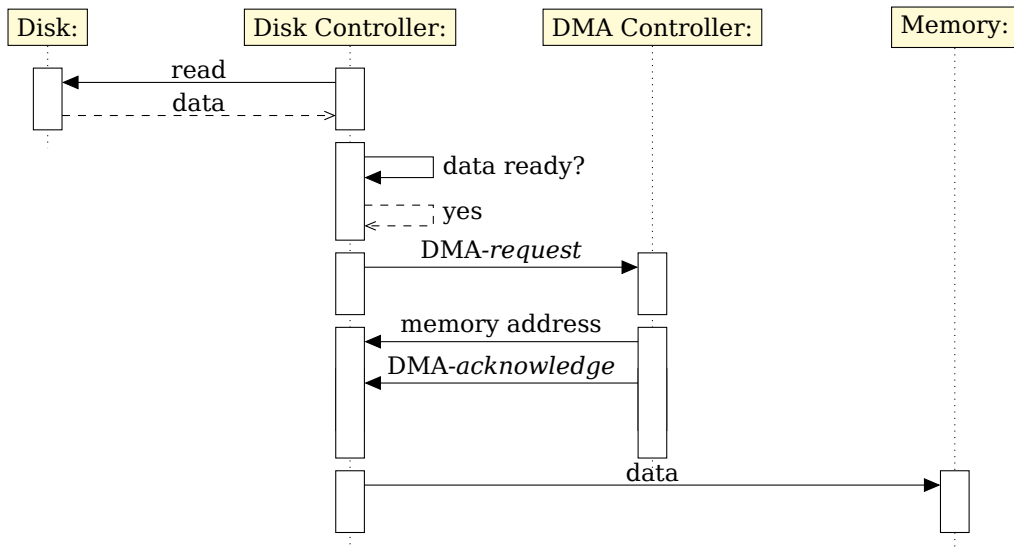 Disk:
Disk Controller:
DMA Controller:
Memory:
read
data
data ready?
yes
DMA-request
memory address
DMA-acknowledge
data